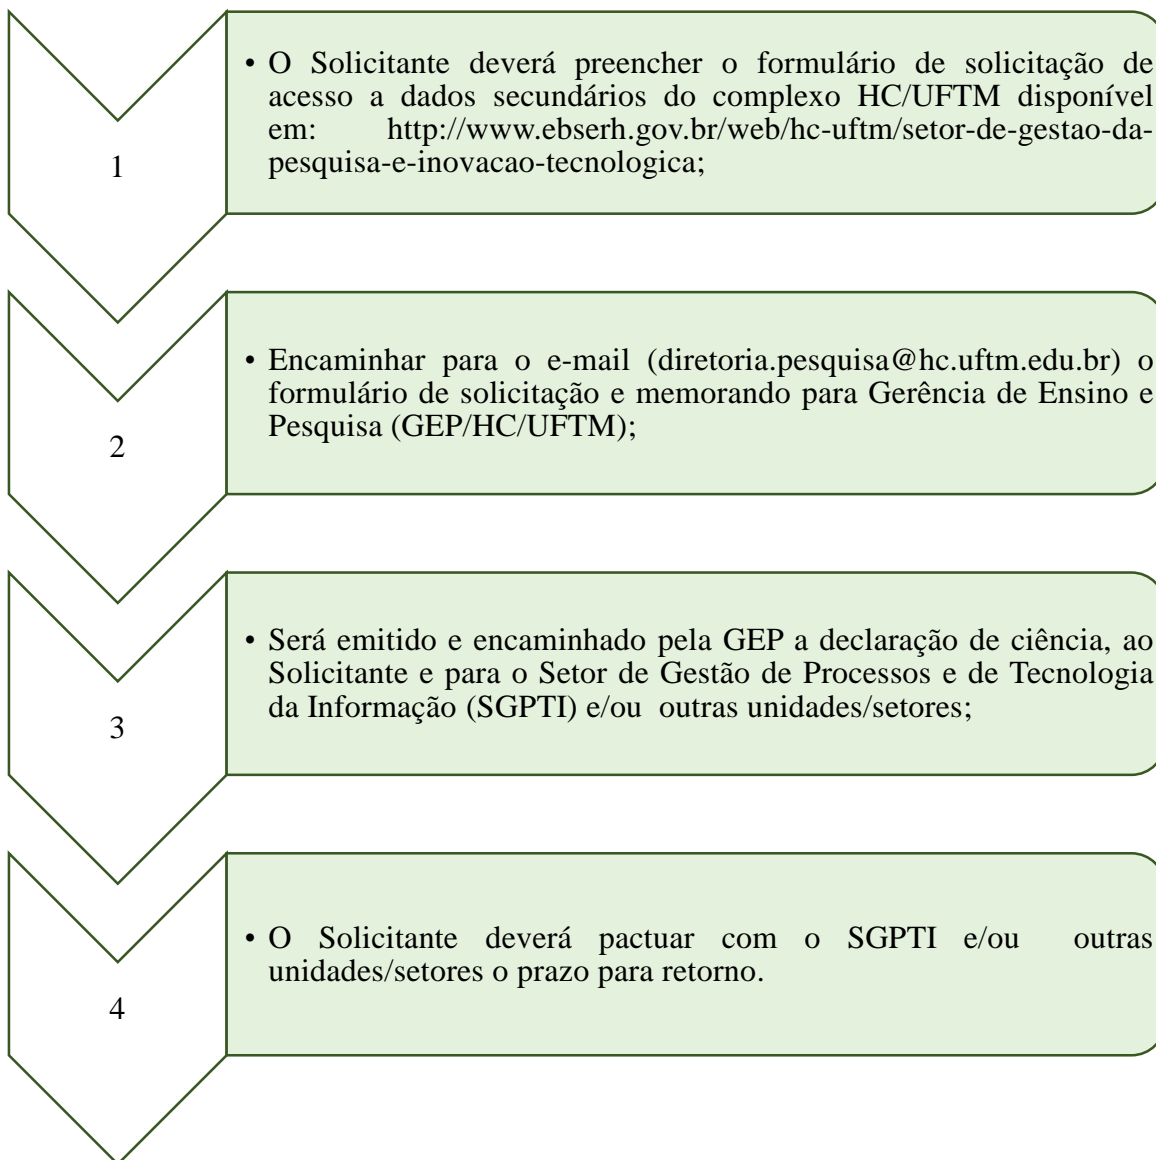 1
• O Solicitante deverá preencher o formulário de solicitação de
acesso a dados secundários do complexo HC/UFTM disponível
em: http://www.ebserh.gov.br/web/hc-uftm/setor-de-gestao-da-
pesquisa-e-inovacao-tecnologica;
2
• Encaminhar para o e-mail (diretoria.pesquisa@hc.uftm.edu.br) o
formulário de solicitação e memorando para Gerência de Ensino e
Pesquisa (GEP/HC/UFTM);
3
• Será emitido e encaminhado pela GEP a declaração de ciência, ao
Solicitante e para o Setor de Gestão de Processos e de Tecnologia
da Informação (SGPTI) e/ou outras unidades/setores;
4
• O Solicitante deverá pactuar com o SGPTI e/ou outras
unidades/setores o prazo para retorno.